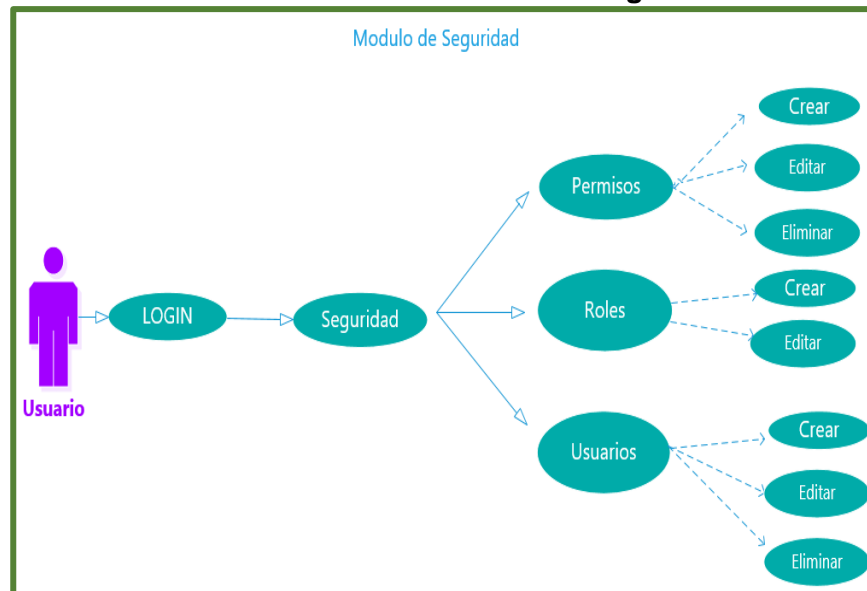 Modulo de Seguridad
Crear
Editar
Permisos
Eliminar
Crear
LOGIN
Seguridad
Roles
Editar
Usuario
Crear
Usuarios
Editar
Eliminar